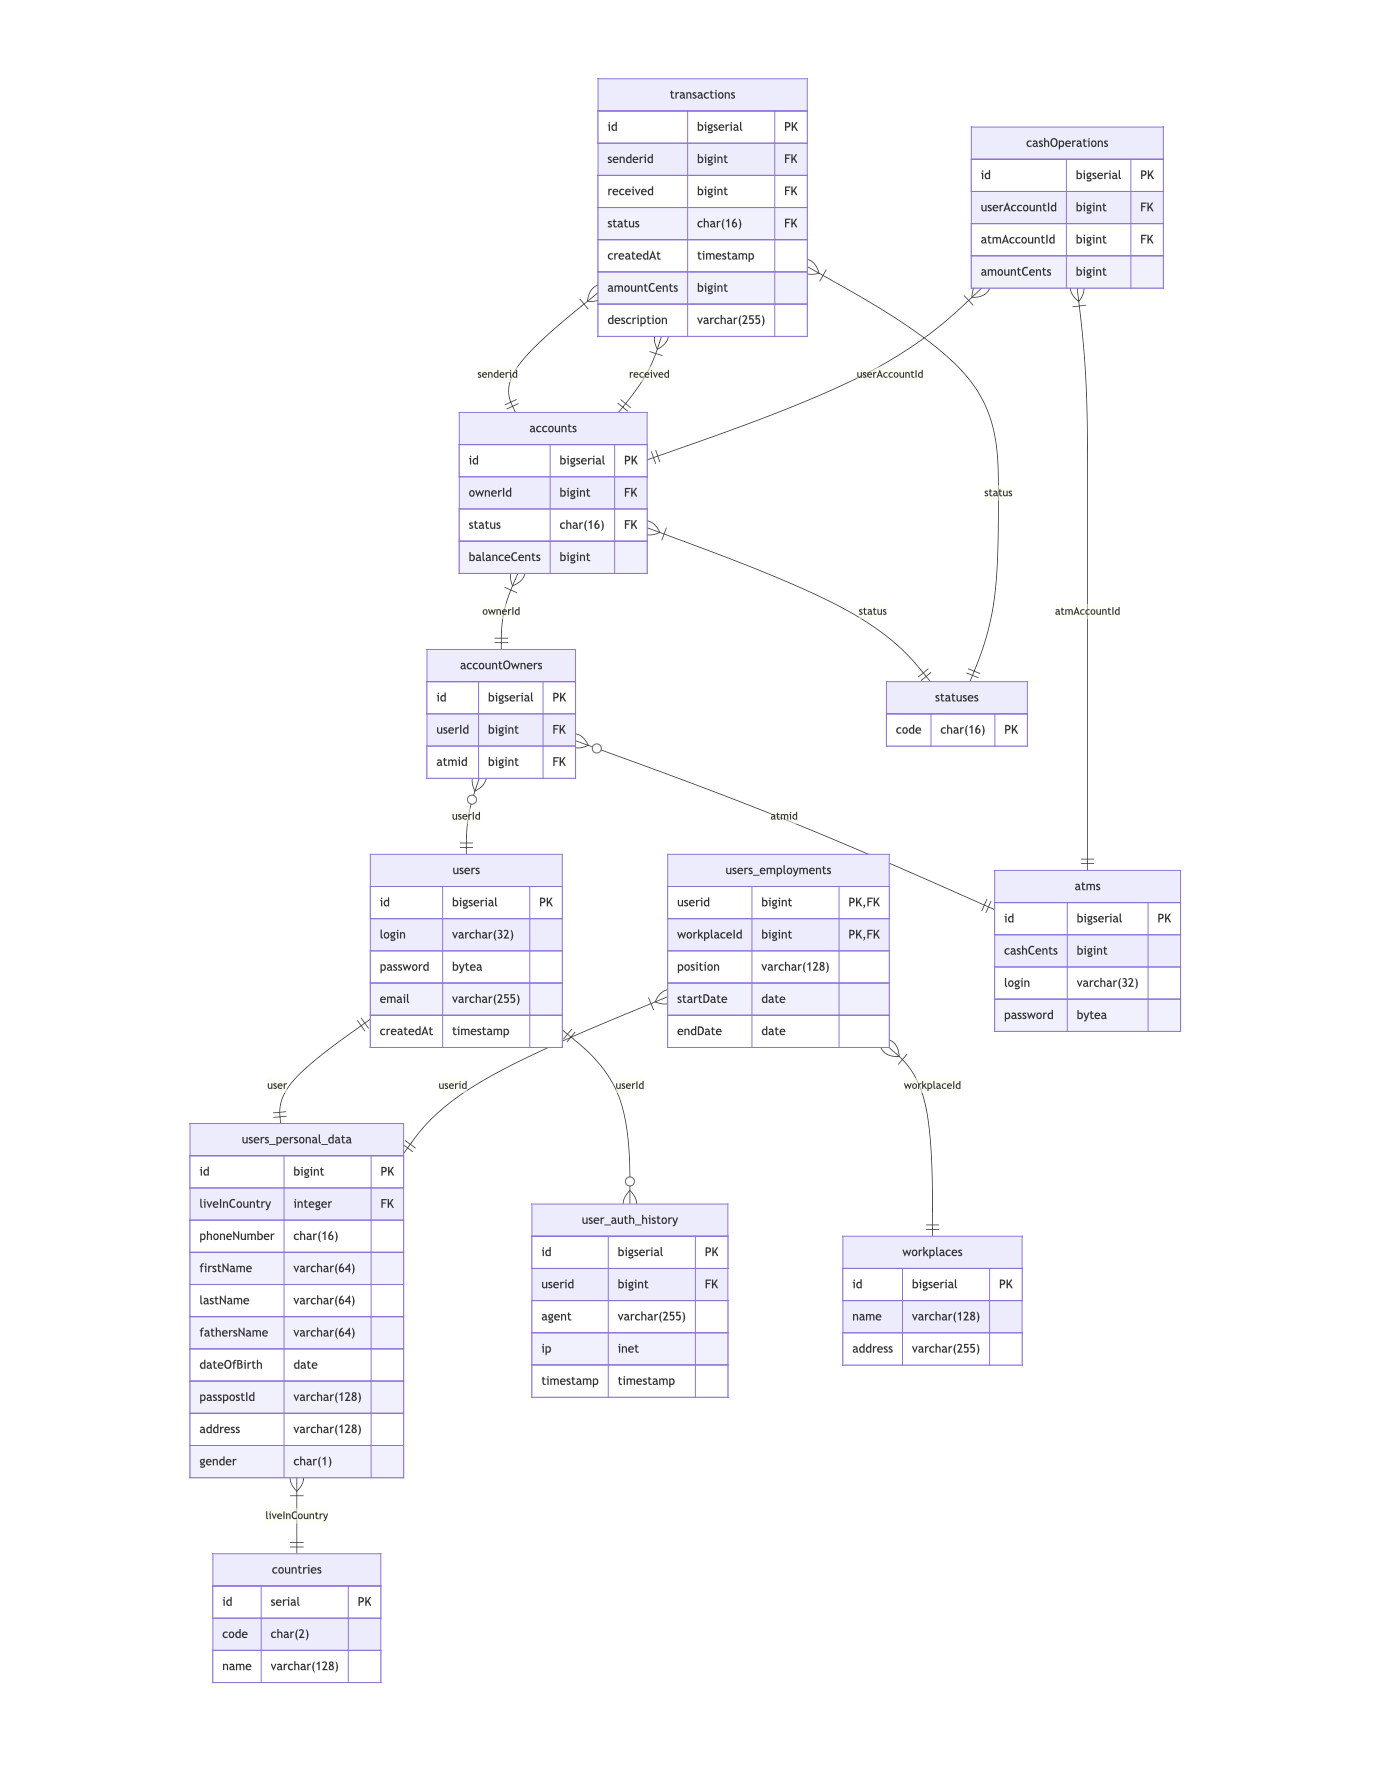 transactions
id bigserial PK
senderid bigint FK
received bigint FK
status char(16) FK
createdAt timestamp
amountCents bigint
description varchar(255)
cashOperations
id bigserial PK
userAccountId bigint FK
atmAccountId bigint FK
amountCents bigint
senderid
received
userAccountId
accounts
id bigserial PK
ownerId bigint FK
status char(16) FK
balanceCents bigint
status
ownerId
status
atmAccountId
accountOwners
id bigserial PK
userId bigint FK
atmid bigint FK
statuses
code char(16) PK
userId
atmid
users
id bigserial PK
login varchar(32)
password bytea
email varchar(255)
createdAt timestamp
users_employments
userid bigint PK,FK
workplaceId bigint PK,FK
position varchar(128)
startDate date
endDate date
atms
id bigserial PK
cashCents bigint
login varchar(32)
password bytea
user
userid
userId
workplaceId
users_personal_data
id bigint PK
liveInCountry integer FK
phoneNumber char(16)
firstName varchar(64)
lastName varchar(64)
fathersName varchar(64)
dateOfBirth date
passpostId varchar(128)
address varchar(128)
gender char(1)
user_auth_history
id bigserial PK
userid bigint FK
agent varchar(255)
ip inet
timestamp timestamp
workplaces
id bigserial PK
name varchar(128)
address varchar(255)
liveInCountry
countries
id serial PK
code char(2)
name varchar(128)